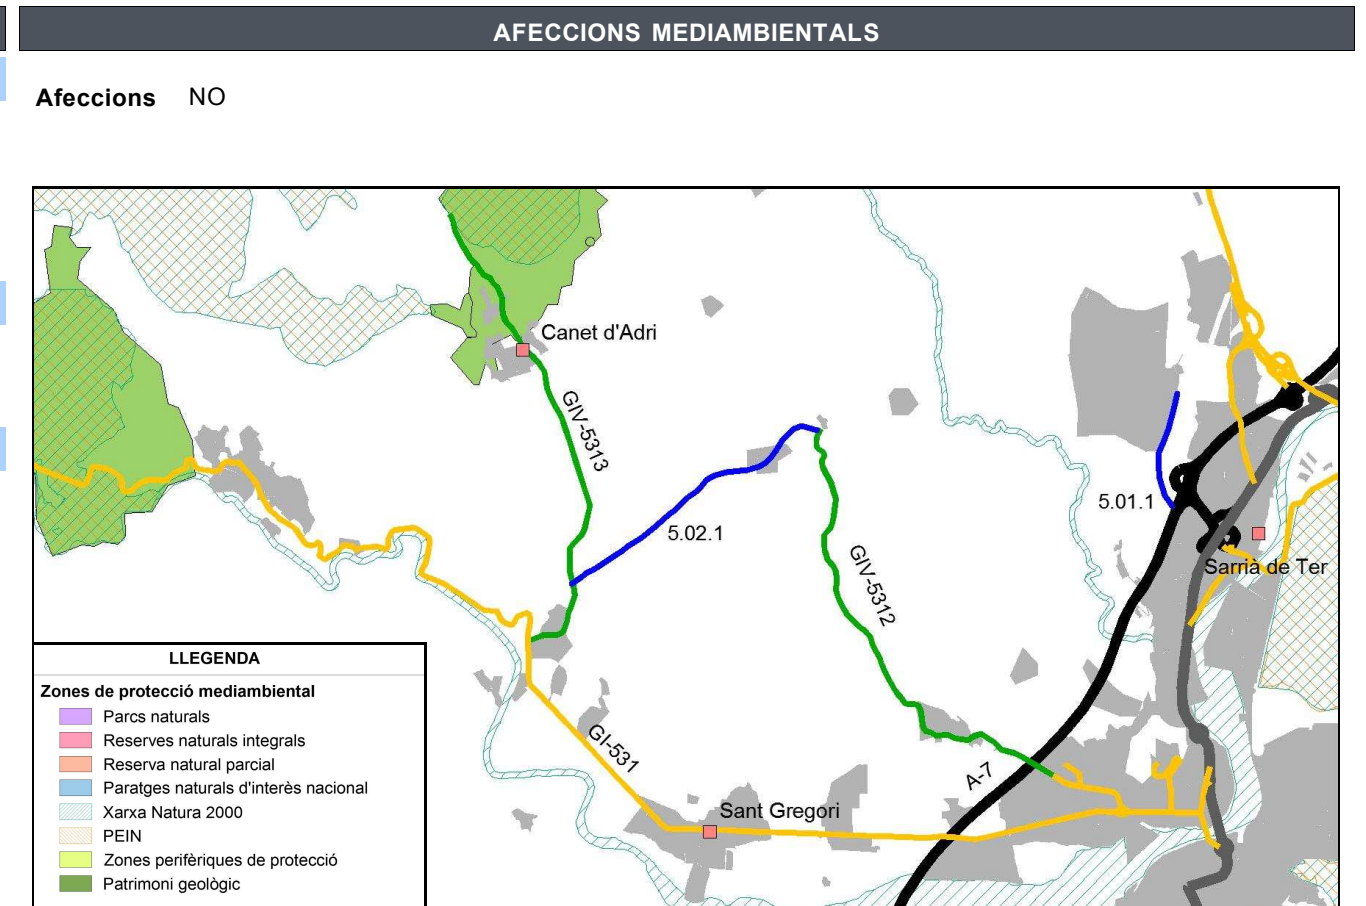 AFECCIONS MEDIAMBIENTALS
Afeccions NO
Canet d'Adri
GIV-5313
5.02.1
5.01.1
GIV-5312
Sarrià de Ter
GI-531
A-7
Sant Gregori
LLEGENDA
Zones de protecció mediambiental
Parcs naturals
Reserves naturals integrals
Reserva natural parcial
Paratges naturals d'interès nacional
Xarxa Natura 2000
PEIN
Zones perifèriques de protecció
Patrimoni geològic